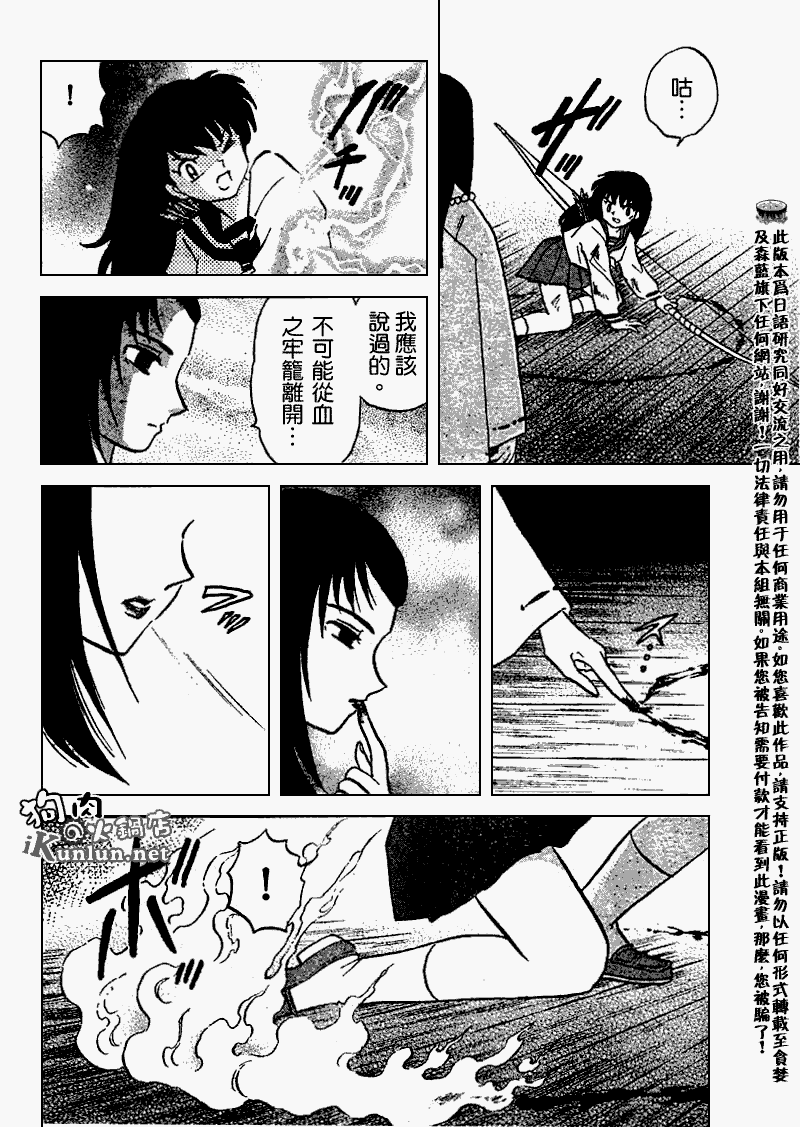 咕…
！
バチッ
我應該
說過的。
不可能從血
之牢籠離開…
！
ボ
狗肉
火鍋店
iKunlun.net
此版本爲日語研究同好交流之用，請勿用于任何商業用途。如您喜歡此作品，請支持正版！請勿以任何形式轉載至貪婪
及森藍旗下任何網站，謝謝！一切法律責任與本組無關。如果您被告知需要付款才能看到此漫畫，那麽，您被騙了！